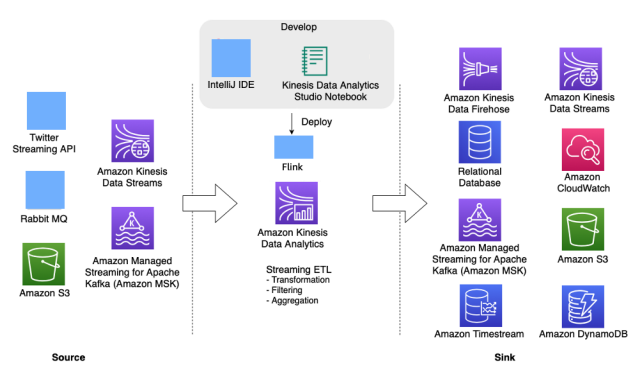 Develop
IntelliJ IDE
Kinesis Data Analytics
Studio Notebook
Deploy
Flink
Twitter
Streaming API
Amazon Kinesis
Data Streams
Rabbit MQ
Amazon S3
Amazon Managed
Streaming for Apache
Kafka (Amazon MSK)
Amazon Kinesis
Data Analytics
Streaming ETL
- Transformation
- Filtering
- Aggregation
Amazon Kinesis
Data Firehose
Amazon Kinesis
Data Streams
Relational
Database
Amazon
CloudWatch
Amazon Managed
Streaming for Apache
Kafka (Amazon MSK)
Amazon S3
Amazon Timestream
Amazon DynamoDB
Source
Sink